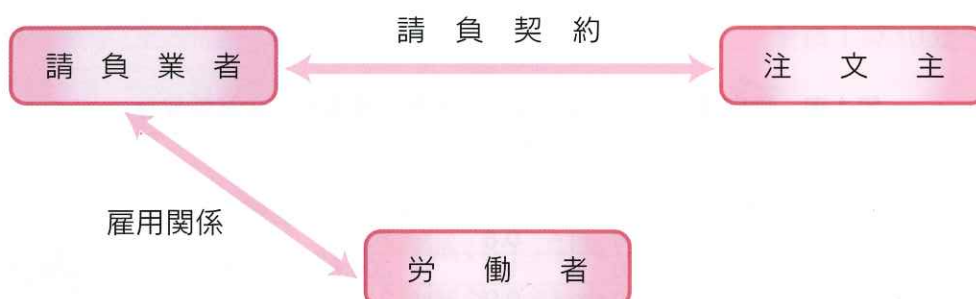 請負契約
請負業者
注文主
雇用関係
労働者